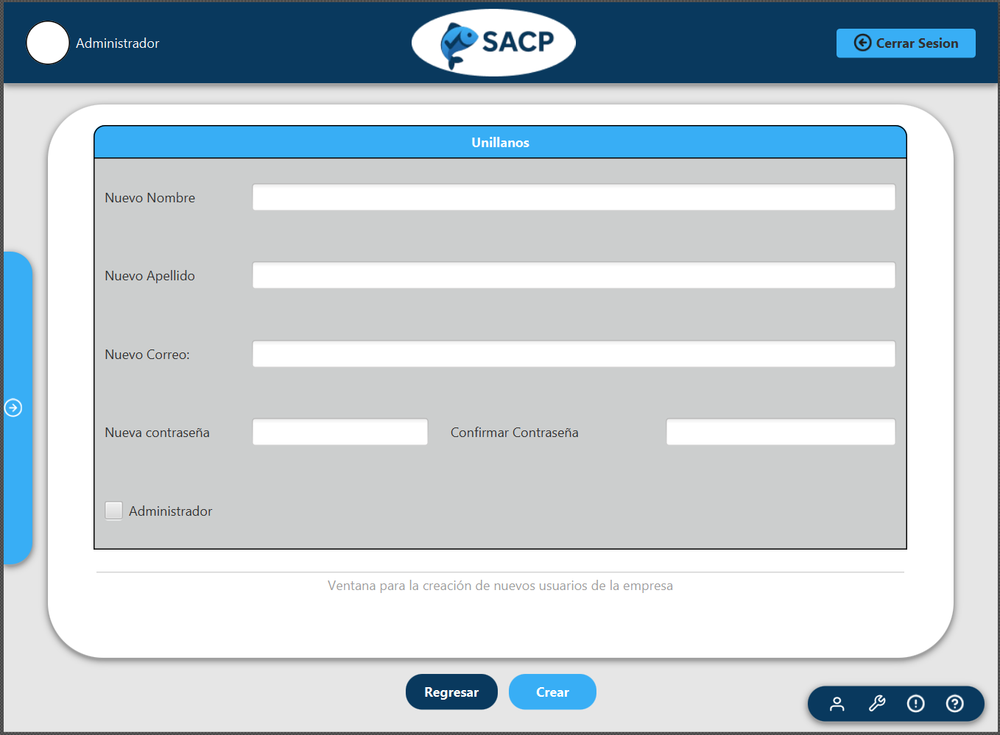 Administrador
SACP
Cerrar Sesion
Unillanos
Nuevo Nombre
Nuevo Apellido
Nuevo Correo:
Nueva contraseña
Confirmar Contraseña
Administrador
Ventana para la creación de nuevos usuarios de la empresa
Regresar
Crear